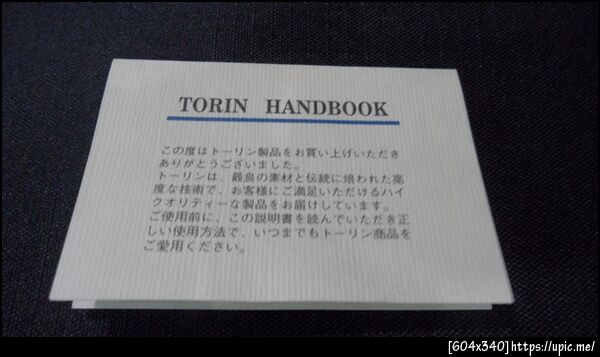 TORIN HANDBOOK
この度はトーリン製品をお買い上げいただき
ありがとうございました。
トーリンは、最良の素材と伝統に培われた高
度な技術で、お客様にご満足いただけるハイ
クオリティーな製品をお届けしています。
ご使用前に、この説明書を読んでいただき正
しい使用方法で、いつまでもトーリン商品を
ご愛用ください。
[604x340]https://upic.me/